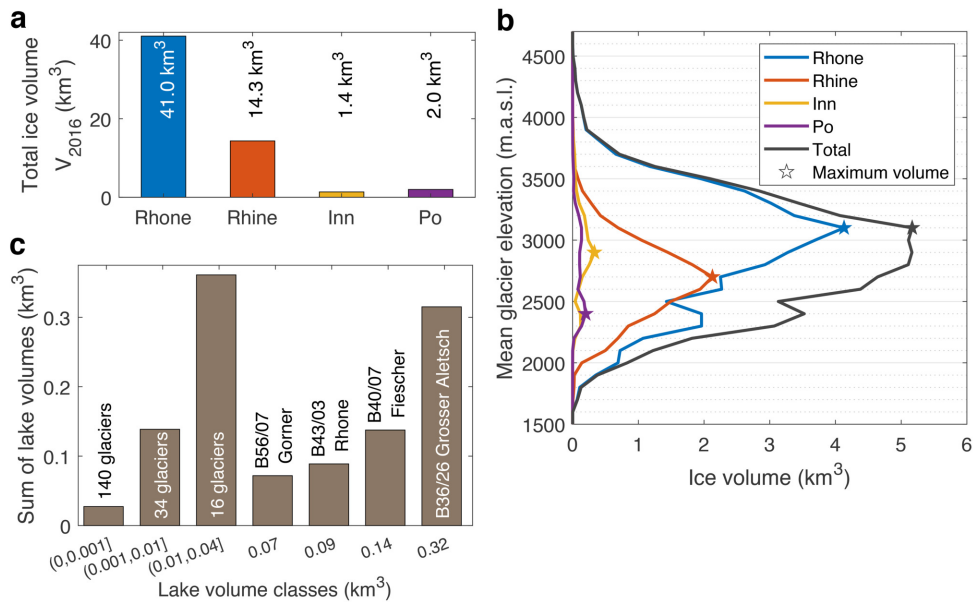 a
Total ice volume
V2016 (km³)
40
20
0
41.0 km³
14.3 km³
1.4 km³
2.0 km³
Rhone
Rhine
Inn
Po
b
Mean glacier elevation (m.a.s.l.)
4500
4000
3500
3000
2500
2000
1500
Rhone
Rhine
Inn
Po
Total
Maximum volume
0
1
2
3
4
5
6
Ice volume (km³)
c
Sum of lake volumes (km³)
0.3
0.2
0.1
0
140 glaciers
34 glaciers
16 glaciers
B56/07
Gorner
B43/03
Rhone
B40/07
Fiescher
B36/26 Grosser Aletsch
(0,0.001]
(0.001,0.01]
(0.01,0.04]
0.07
0.09
0.14
0.32
Lake volume classes (km³)